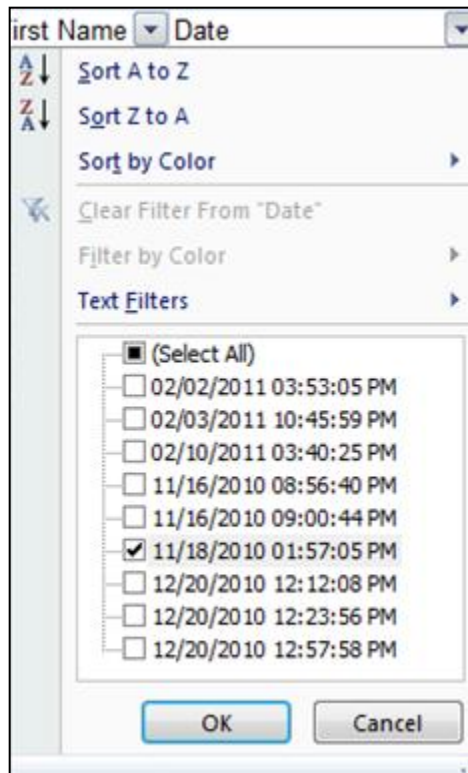 irst Name Date
Sort A to Z
Sort Z to A
Sort by Color
Clear Filter From "Date"
Filter by Color
Text Filters
(Select All)
02/02/2011 03:53:05 PM
02/03/2011 10:45:59 PM
02/10/2011 03:40:25 PM
11/16/2010 08:56:40 PM
11/16/2010 09:00:44 PM
11/18/2010 01:57:05 PM
12/20/2010 12:12:08 PM
12/20/2010 12:23:56 PM
12/20/2010 12:57:58 PM
OK Cancel